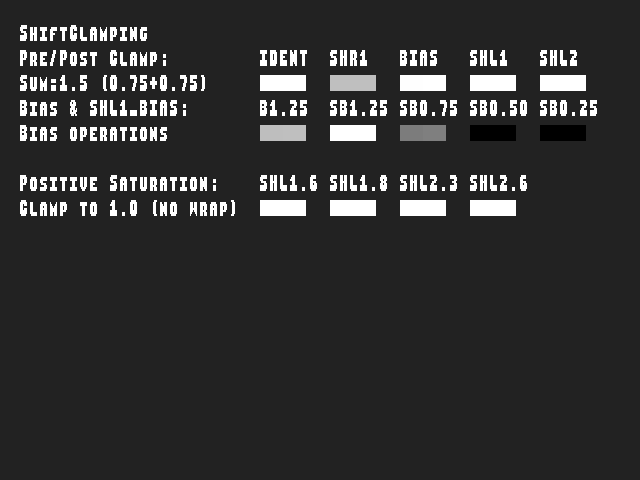 ShiftClamping
Pre/Post Clamp: IDENT SHR1 BIAS SHL1 SHL2
Sum:1.5 (0.75+0.75)
Bias & SHL1_BIAS: B1.25 SB1.25 SB0.75 SB0.50 SB0.25
Bias operations
Positive Saturation: SHL1.6 SHL1.8 SHL2.3 SHL2.6
Clamp to 1.0 (no wrap)